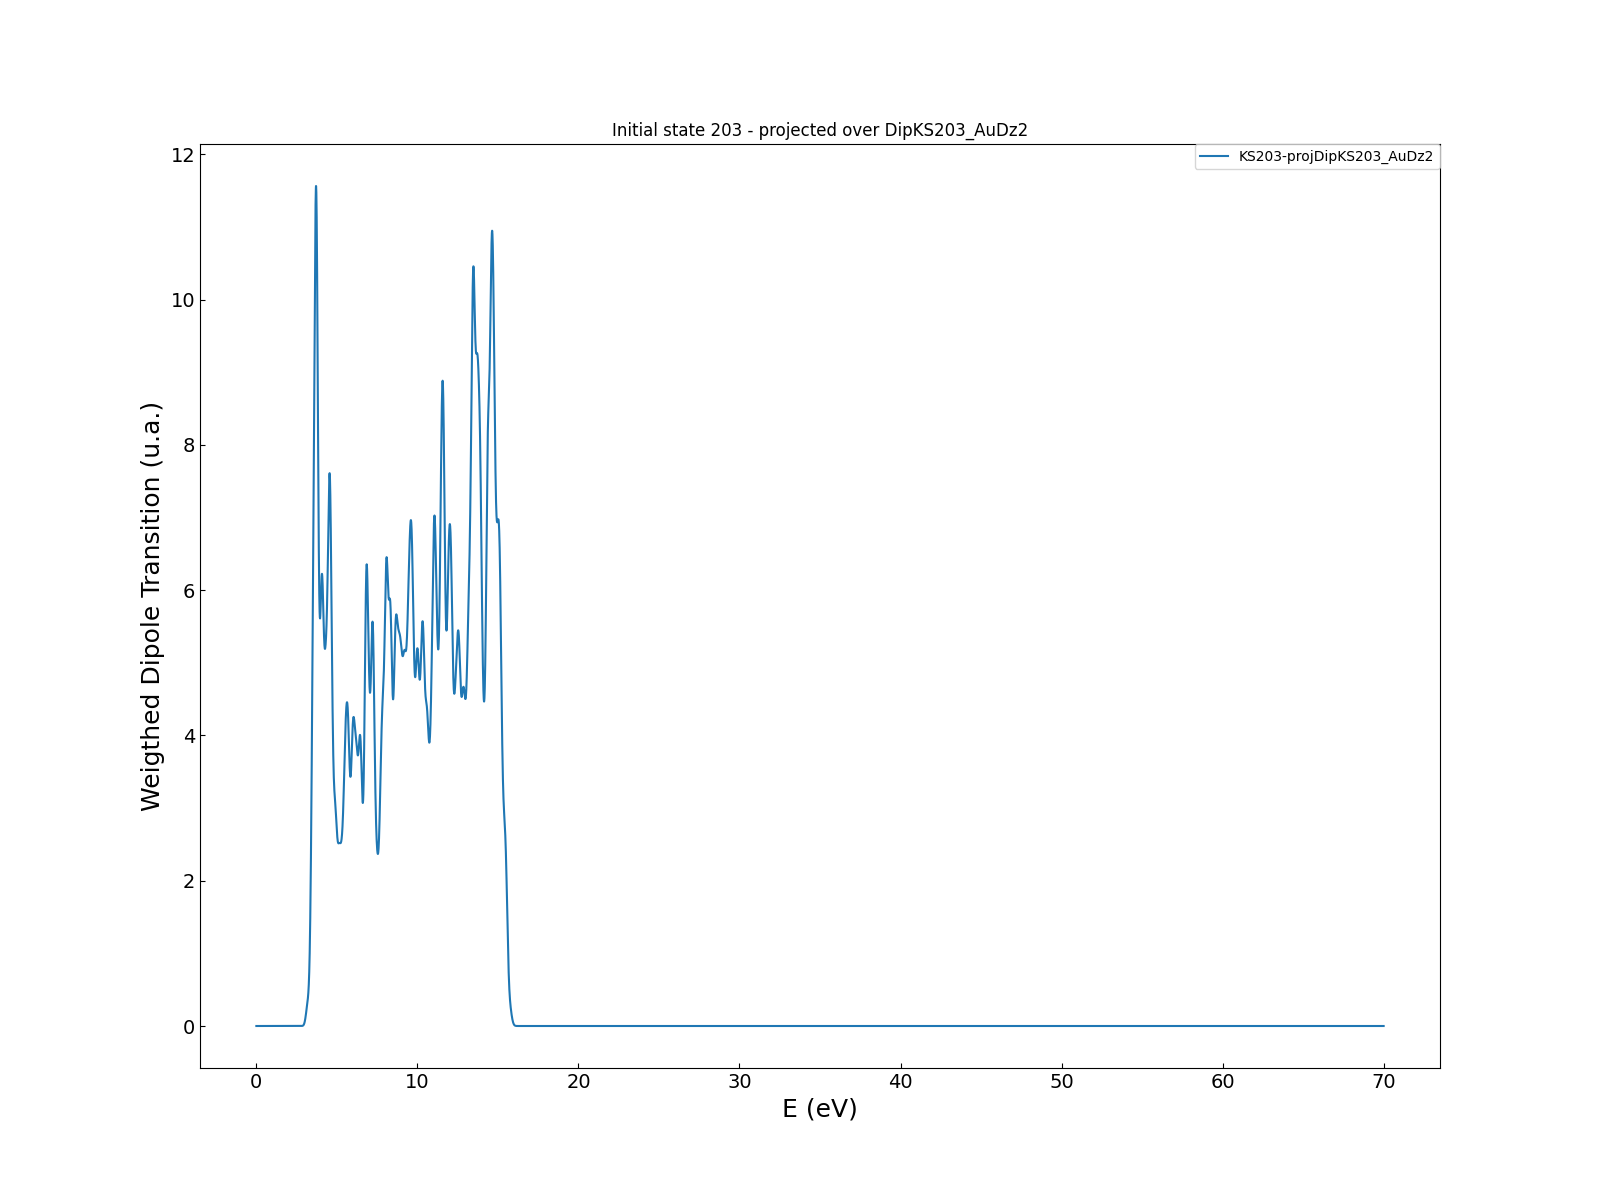 Initial state 203 - projected over DipKS203_AuDz2
KS203-projDipKS203_AuDz2
Weigthed Dipole Transition (u.a.)
12
10
8
6
4
2
0
0 10 20 30 40 50 60 70
E (eV)